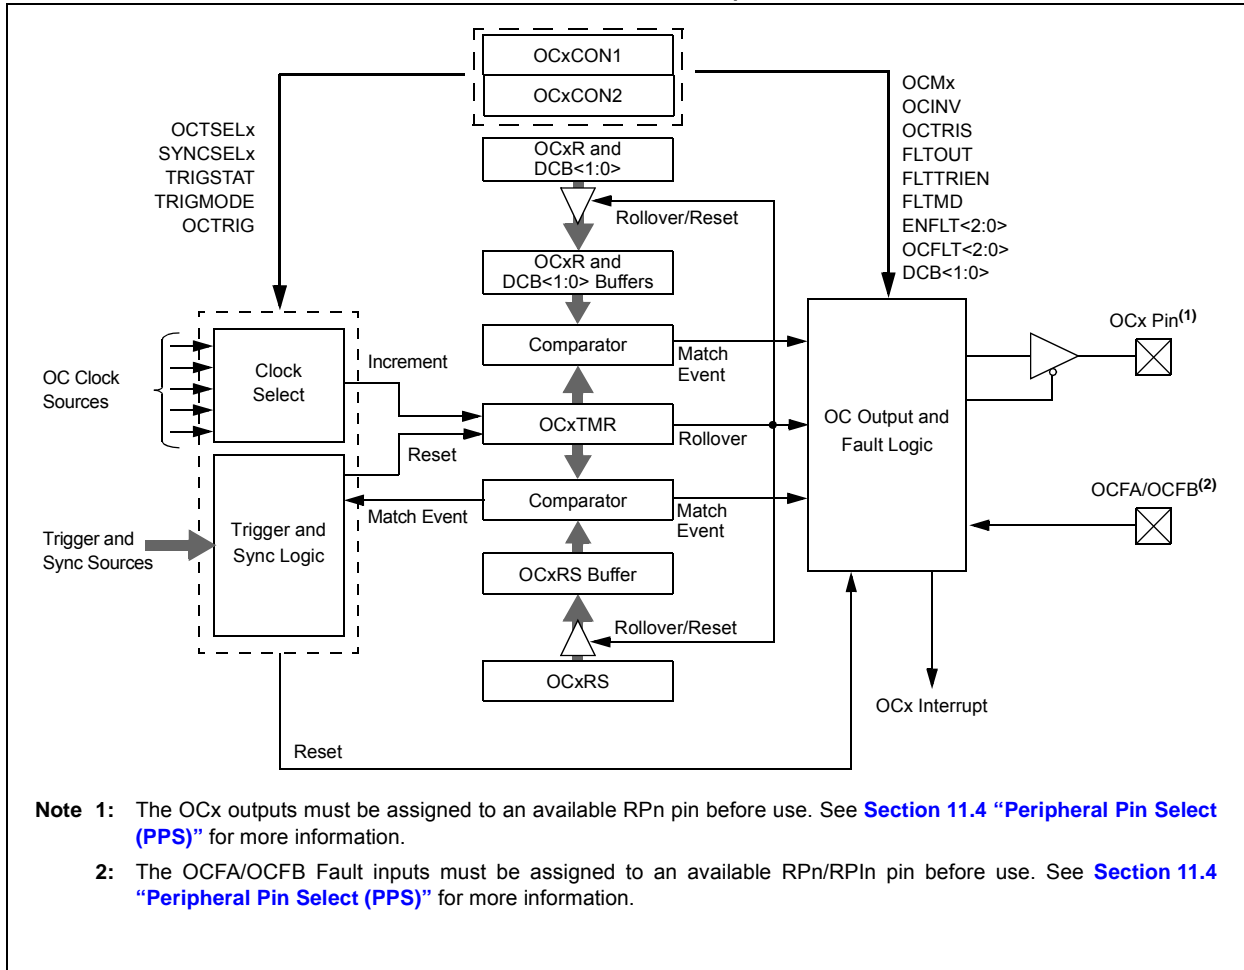 OCxCON1
OCxCON2
OCTSELx
SYNCSELx
TRIGSTAT
TRIGMODE
OCTRIG
OCMx
OCINV
OCTRIS
FLTOUT
FLTTRIEN
FLTMD
ENFLT<2:0>
OCFLT<2:0>
DCB<1:0>
OCxR and
DCB<1:0>
Rollover/Reset
OCxR and
DCB<1:0> Buffers
Comparator
Match
Event
Increment
OC Clock
Sources
Clock
Select
OCxTMR
Rollover
Reset
OC Output and
Fault Logic
OCx Pin(1)
OCFA/OCFB(2)
Comparator
Match Event
Match
Event
Trigger and
Sync Sources
Trigger and
Sync Logic
OCxRS Buffer
Rollover/Reset
OCxRS
OCx Interrupt
Reset
Note 1: The OCx outputs must be assigned to an available RPn pin before use. See Section 11.4 “Peripheral Pin Select
(PPS)” for more information.
2: The OCFA/OCFB Fault inputs must be assigned to an available RPn/RPIn pin before use. See Section 11.4
“Peripheral Pin Select (PPS)” for more information.